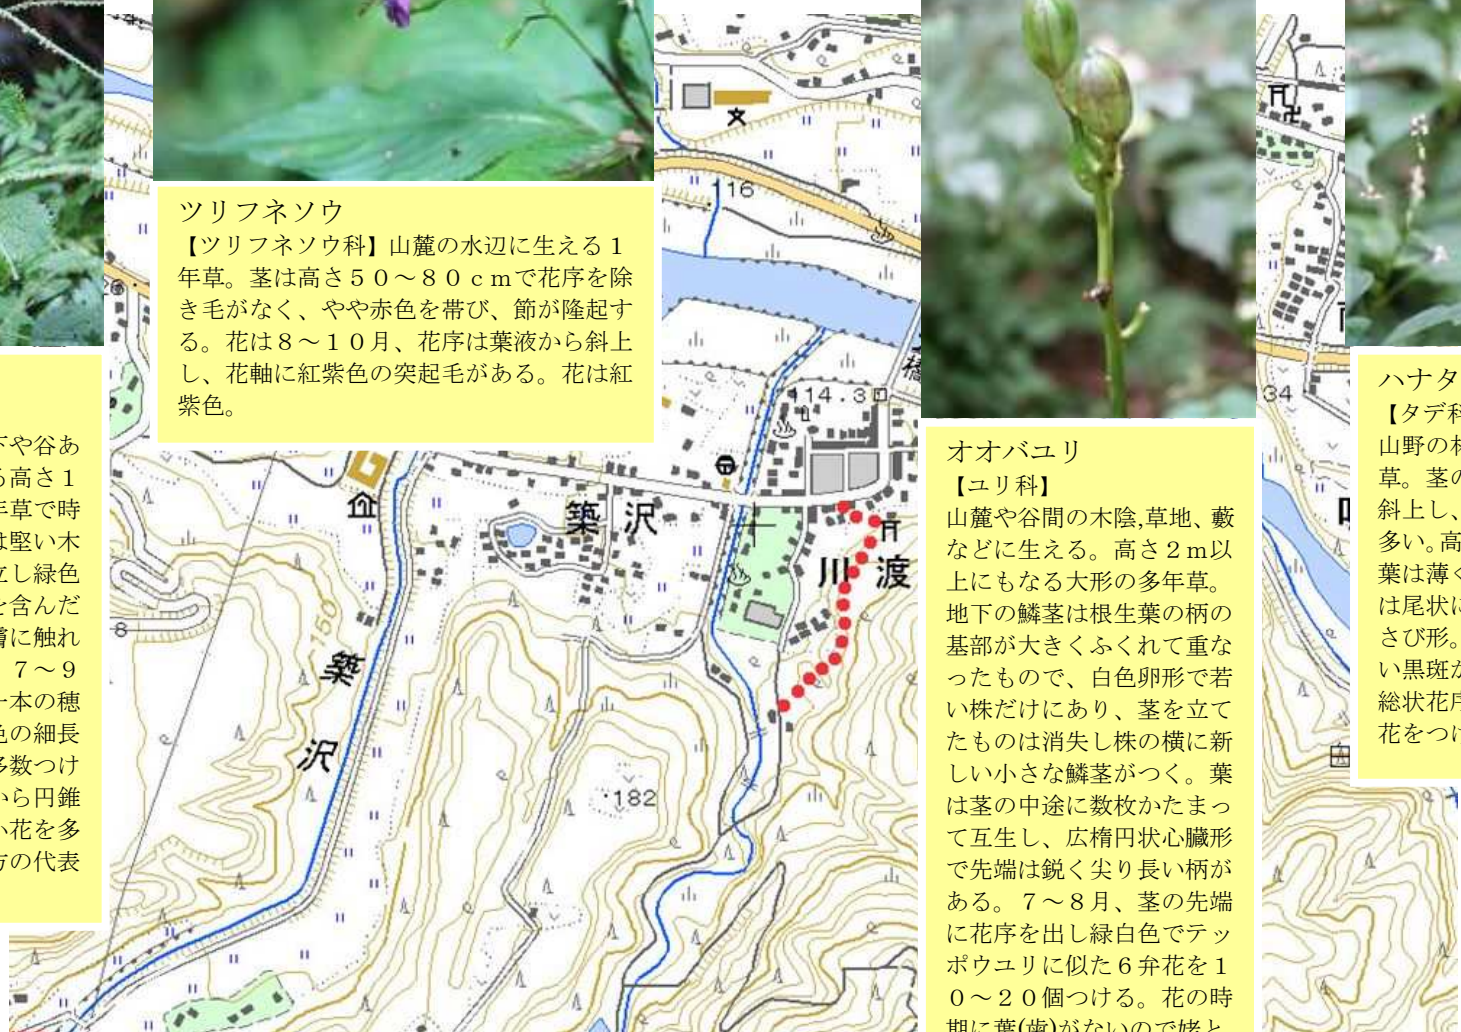 ツリフネソウ
【ツリフネソウ科】山麓の水辺に生える１
年草。茎は高さ５０～８０ｃｍで花序を除
き毛がなく、やや赤色を帯び、節が隆起す
る。花は８～１０月、花序は葉液から斜上
し、花軸に紅紫色の突起毛がある。花は紅
紫色。
下や谷あ
る高さ１
年草で時
は堅い木
立し緑色
を含んだ
膚に触れ
７～９
一本の穂
色の細長
多数つけ
から円錐
い花を多
方の代表
オオバユリ
【ユリ科】
山麓や谷間の木陰,草地、藪
などに生える。高さ２ｍ以
上にもなる大形の多年草。
地下の鱗茎は根生葉の柄の
基部が大きくふくれて重な
ったもので、白色卵形で若
い株だけにあり、茎を立て
たものは消失し株の横に新
しい小さな鱗茎がつく。葉
は茎の中途に数枚かたまっ
て互生し、広楕円状心臓形
で先端は鋭く尖り長い柄が
ある。７～８月、茎の先端
に花序を出し緑白色でテッ
ポウユリに似た６弁花を１
０～２０個つける。花の時
期に葉(歯)がないので姥と
ハナタ
【タデ科
山野の林
草。茎の
斜上し、
多い。高
葉は薄く
は尾状に
さび形。
い黒斑が
総状花序
花をつけ
116
橋
114.3
134
築沢
川渡
150
築
沢
182
8